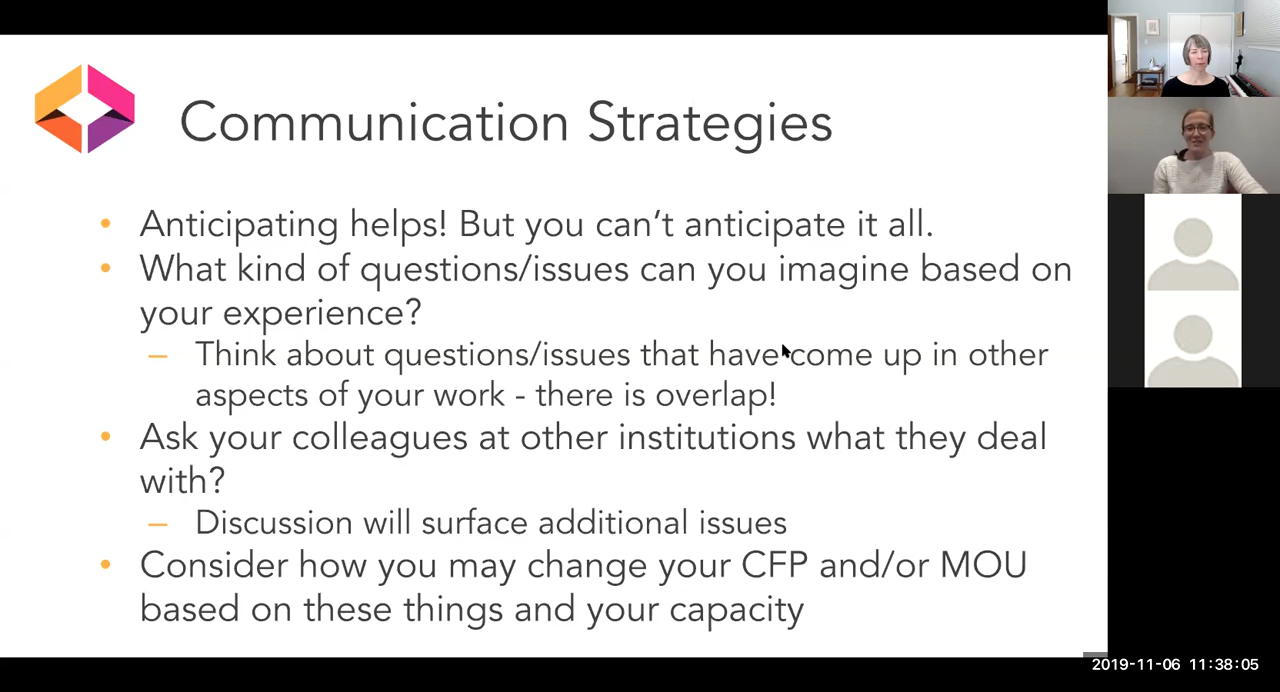 Communication Strategies
• Anticipating helps! But you can’t anticipate it all.
• What kind of questions/issues can you imagine based on
your experience?
– Think about questions/issues that have come up in other
aspects of your work - there is overlap!
• Ask your colleagues at other institutions what they deal
with?
– Discussion will surface additional issues
• Consider how you may change your CFP and/or MOU
based on these things and your capacity
2019-11-06 11:38:05